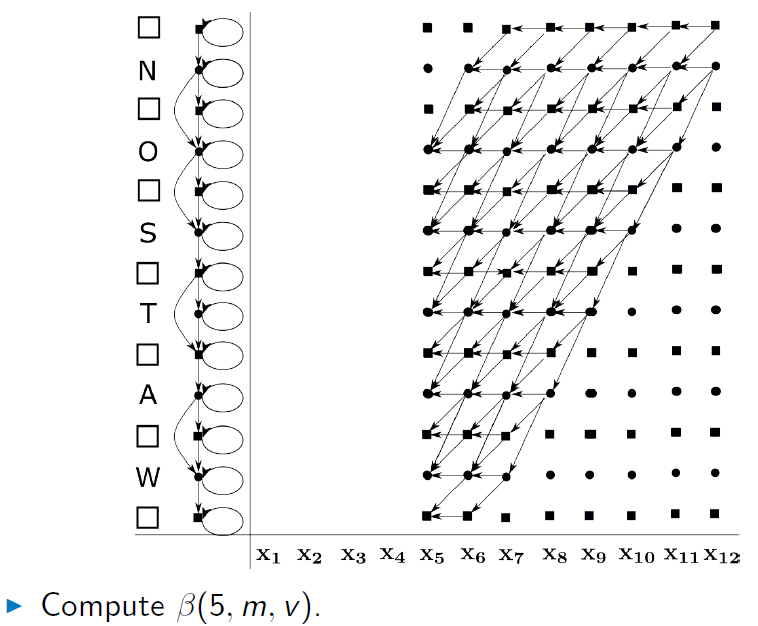 □
N
□
O
□
S
□
T
□
A
□
W
□
x₁ x₂ x₃ x₄ x₅ x₆ x₇ x₈ x₉ x₁₀ x₁₁ x₁₂
▶ Compute β(5, m, v).